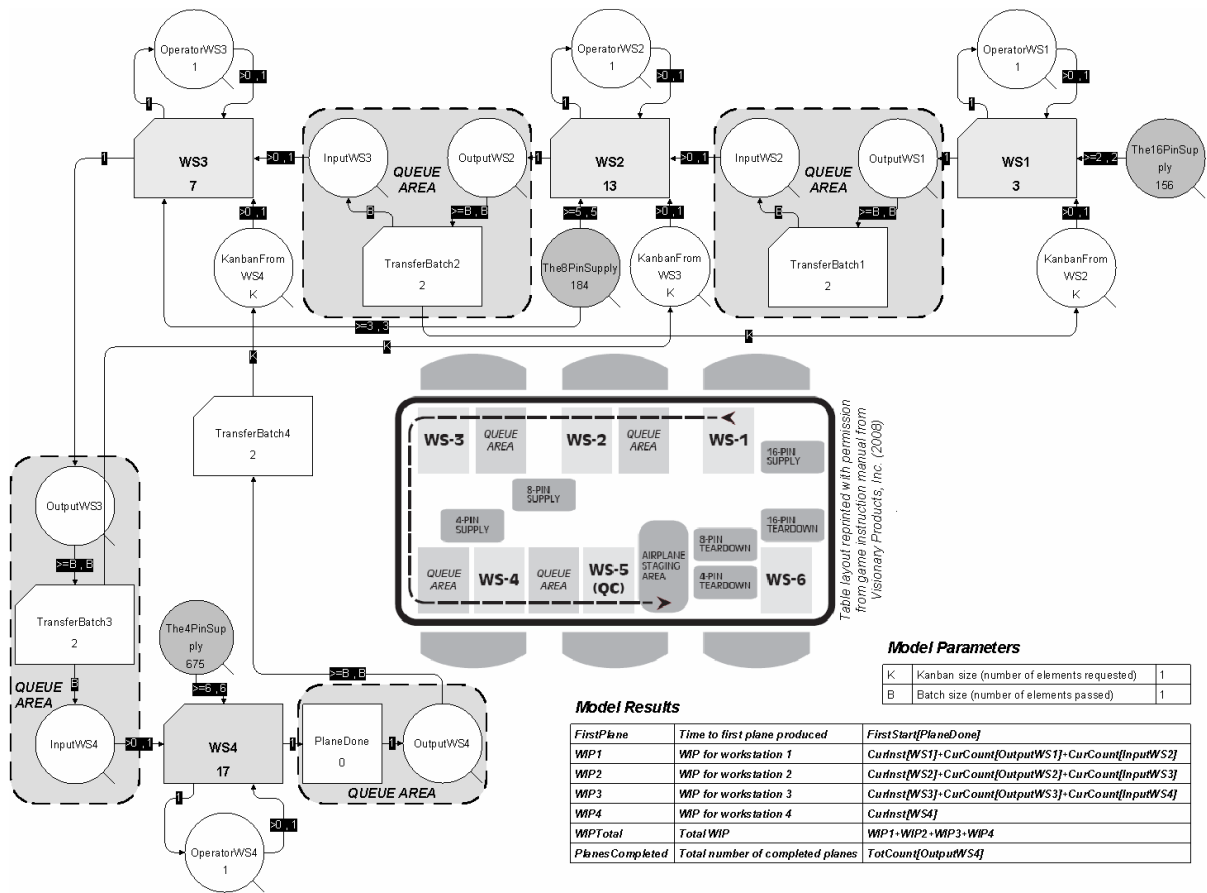 OperatorWS3
1
>0 , 1
1
OperatorWS2
1
>0 , 1
1
OperatorWS1
1
>0 , 1
1
WS3
7
1
>0 , 1
InputWS3
QUEUE
AREA
OutputWS2
1
WS2
13
>0 , 1
InputWS2
QUEUE
AREA
OutputWS1
1
WS1
3
>=2 , 2
The16PinSup
ply
156
>0 , 1
KanbanFrom
WS4
K
B
>=B , B
TransferBatch2
2
>=5 , 5
The8PinSupply
184
>0 , 1
KanbanFrom
WS3
K
B
>=B , B
TransferBatch1
2
>0 , 1
KanbanFrom
WS2
K
>=3 , 3
K
K
K
TransferBatch4
2
WS-3
QUEUE
AREA
WS-2
QUEUE
AREA
WS-1
16-PIN
SUPPLY
8-PIN
SUPPLY
4-PIN
SUPPLY
QUEUE
AREA
WS-4
QUEUE
AREA
WS-5
(QC)
AIRPLANE
STAGING
AREA
8-PIN
TEARDOWN
4-PIN
TEARDOWN
16-PIN
TEARDOWN
WS-6
Table layout reprinted with permission
from game instruction manual from
Visionary Products, Inc. (2008)
OutputWS3
>=B , B
TransferBatch3
2
B
QUEUE
AREA
InputWS4
>0 , 1
The4PinSup
ply
675
>=6 , 6
WS4
17
1
PlaneDone
0
1
OutputWS4
>=B , B
QUEUE AREA
1
>0 , 1
OperatorWS4
1
Model Parameters
K Kanban size (number of elements requested) 1
B Batch size (number of elements passed) 1
Model Results
FirstPlane Time to first plane produced FirstStart[PlaneDone]
WIP1 WIP for workstation 1 CurInst[WS1]+CurCount[OutputWS1]+CurCount[InputWS2]
WIP2 WIP for workstation 2 CurInst[WS2]+CurCount[OutputWS2]+CurCount[InputWS3]
WIP3 WIP for workstation 3 CurInst[WS3]+CurCount[OutputWS3]+CurCount[InputWS4]
WIP4 WIP for workstation 4 CurInst[WS4]
WIPTotal Total WIP WIP1+WIP2+WIP3+WIP4
PlanesCompleted Total number of completed planes TotCount[OutputWS4]